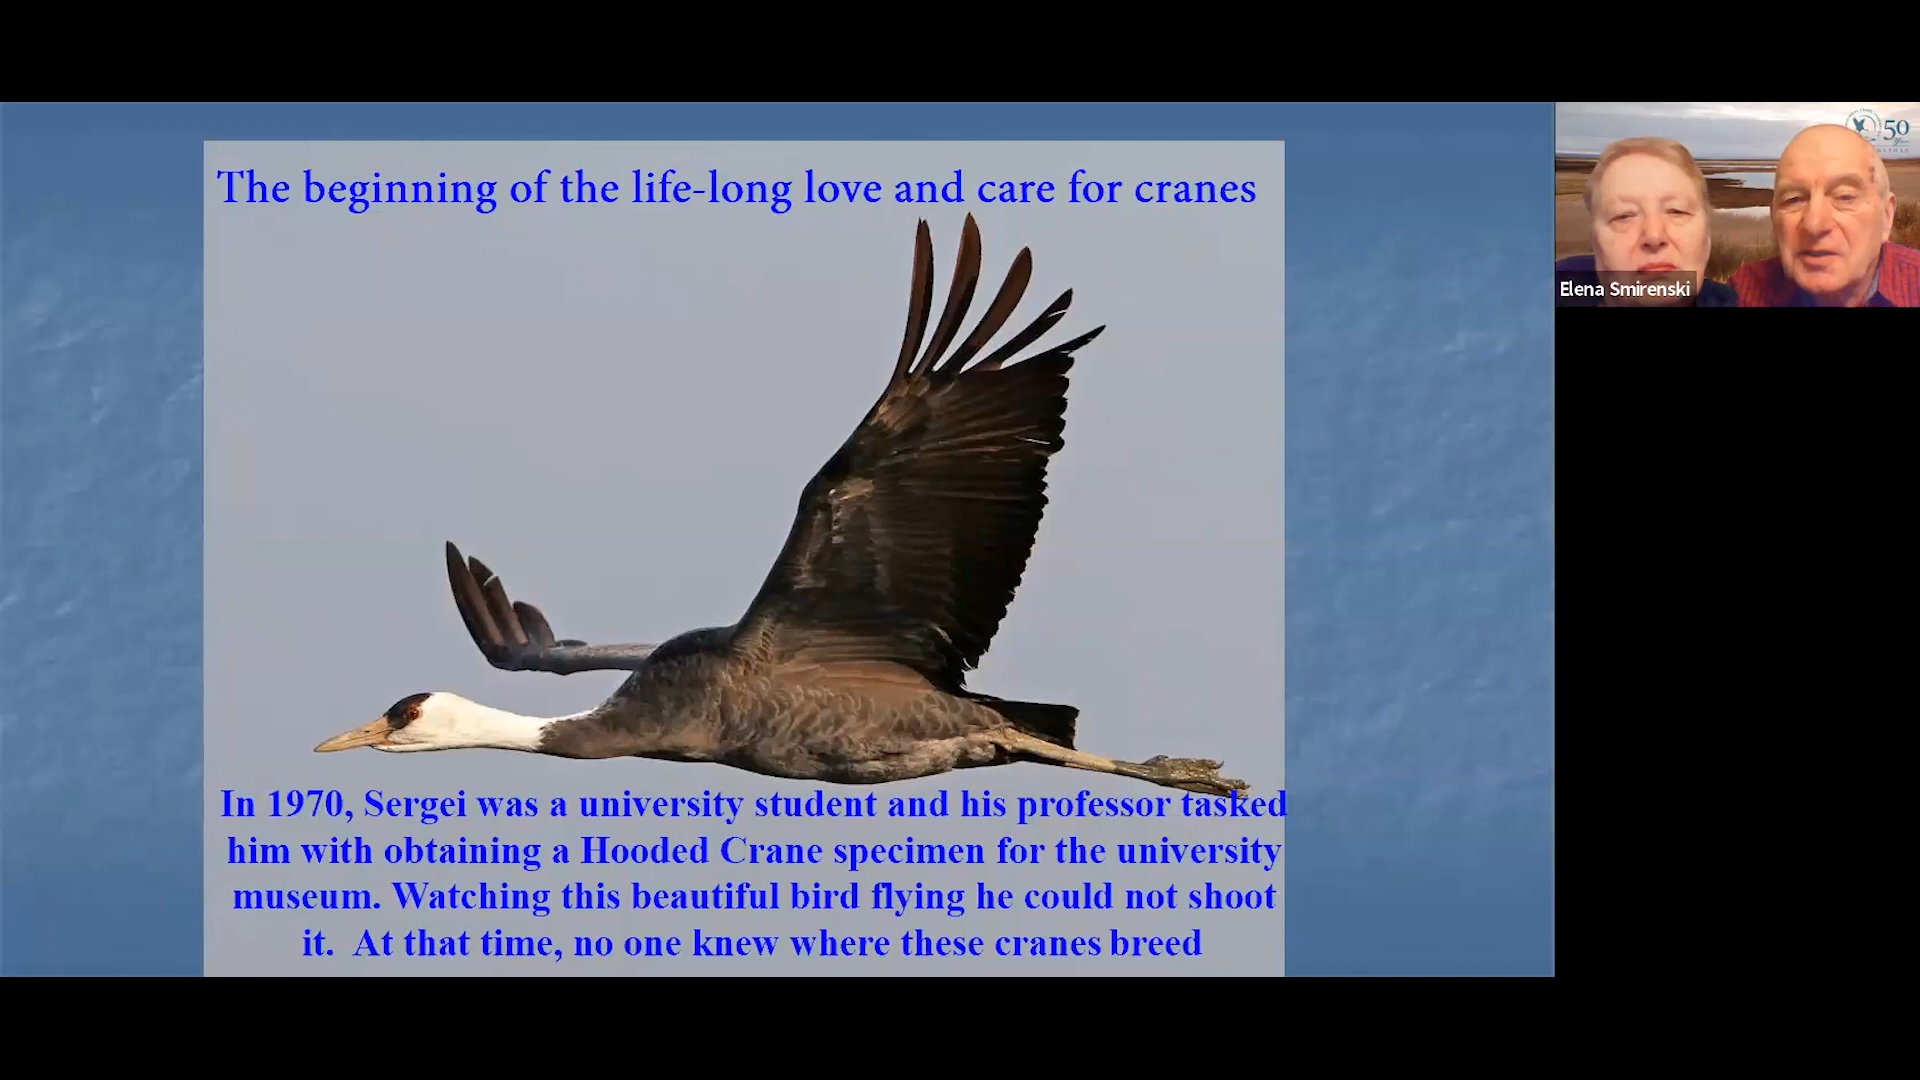 The beginning of the life-long love and care for cranes
50
Elena Smirenski
In 1970, Sergei was a university student and his professor tasked
him with obtaining a Hooded Crane specimen for the university
museum. Watching this beautiful bird flying he could not shoot
it. At that time, no one knew where these cranes breed